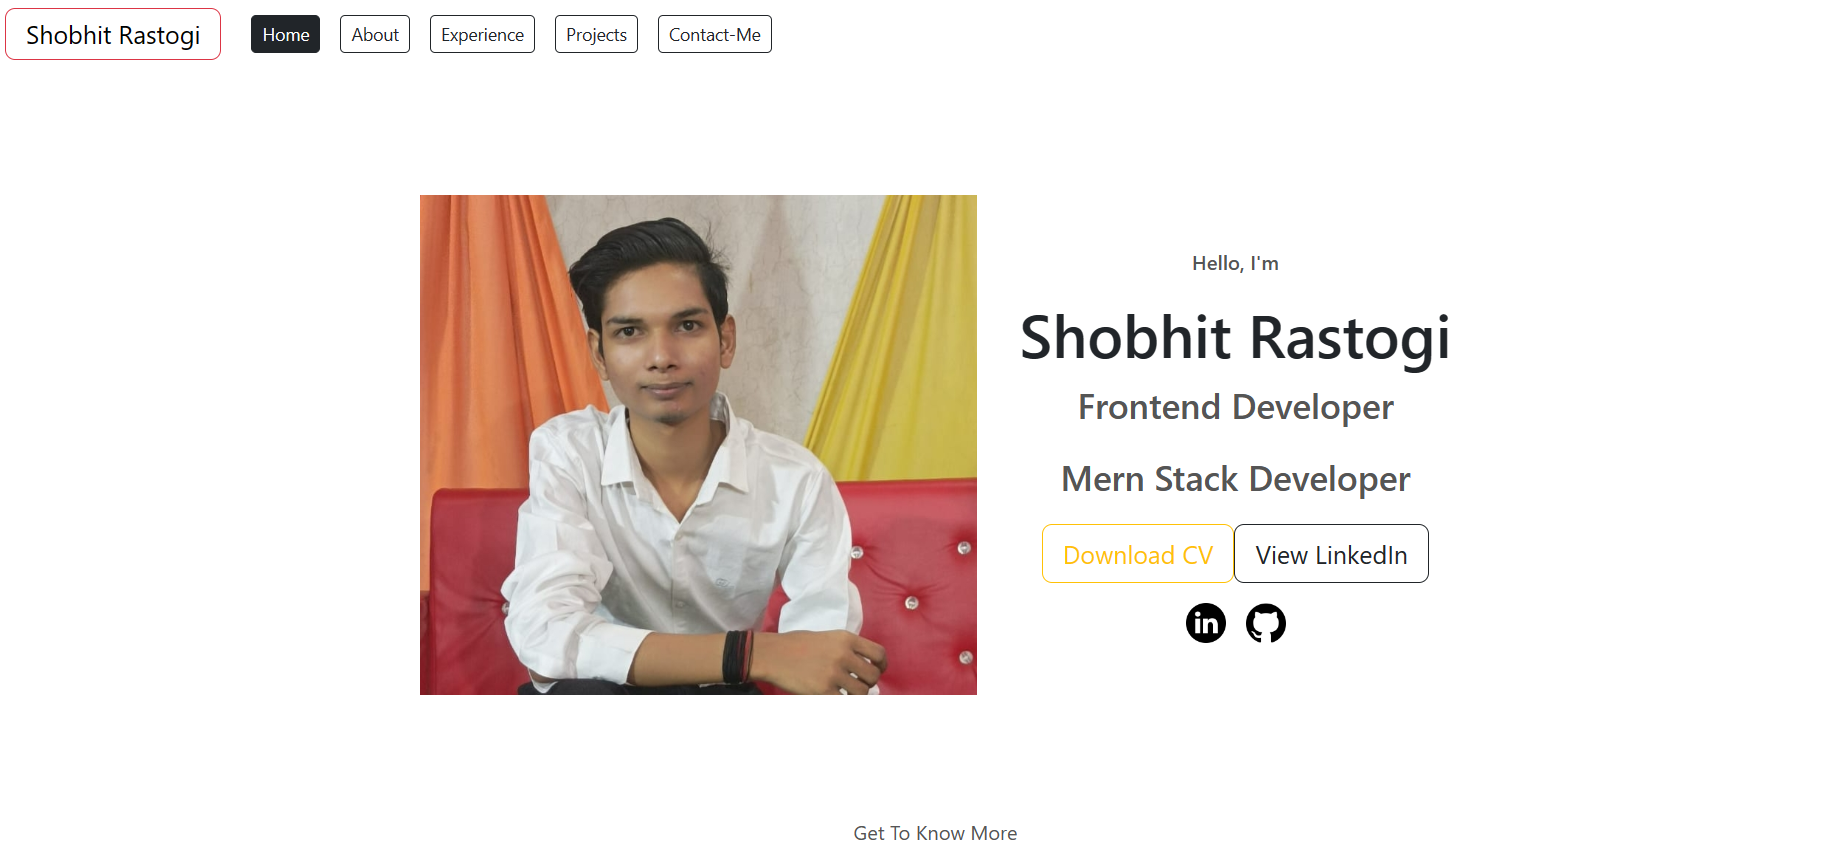 Shobhit Rastogi Home About Experience Projects Contact-Me
Hello, I'm
Shobhit Rastogi
Frontend Developer
Mern Stack Developer
Download CV View LinkedIn
in
Get To Know More